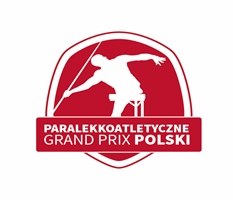 PARALEKKOATLETYCZNE
GRAND PRIX POLSKI